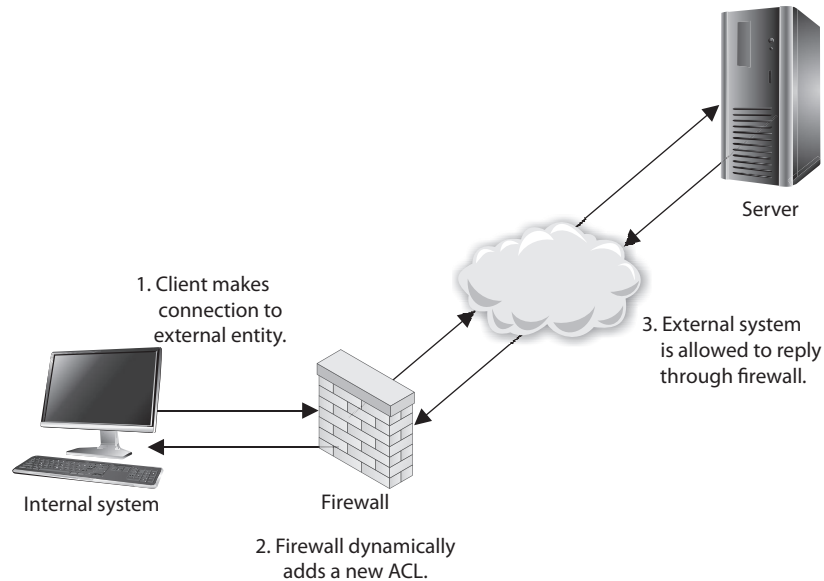 Server
1. Client makes
connection to
external entity.
3. External system
is allowed to reply
through firewall.
Internal system
Firewall
2. Firewall dynamically
adds a new ACL.